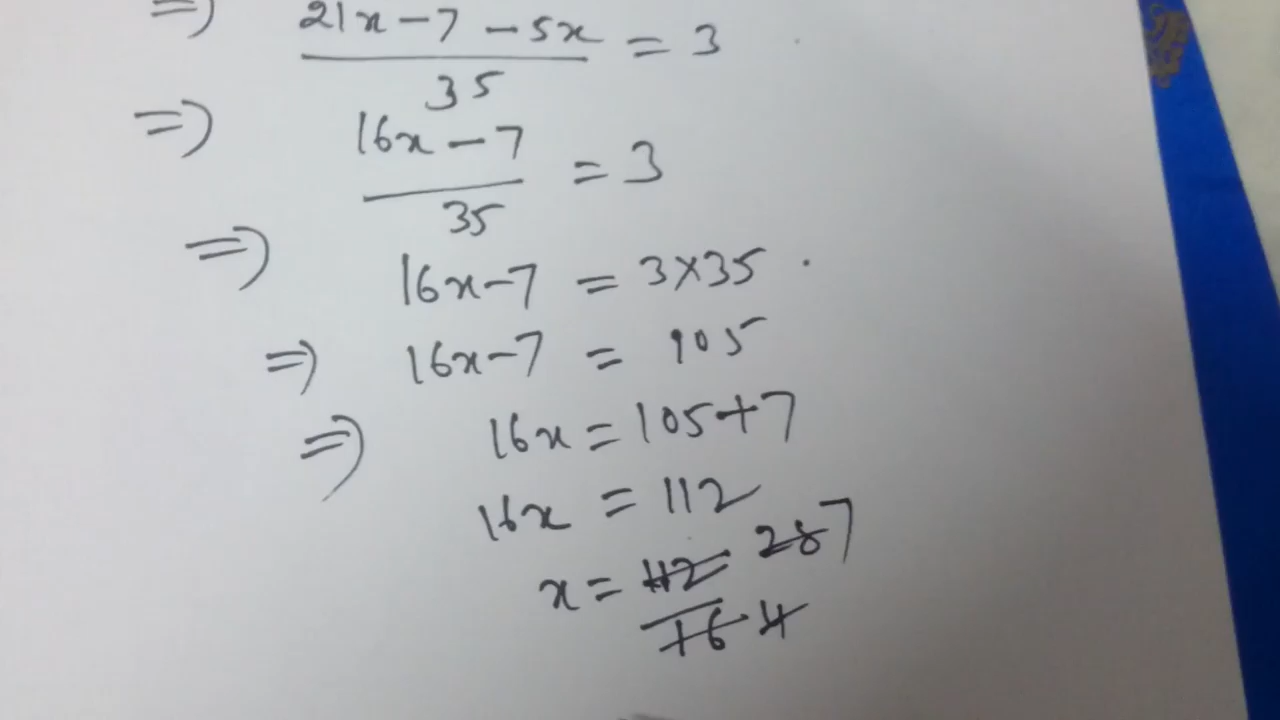 => 21x-7-5x = 3
35
=> 16x-7 = 3
35
=> 16x-7 = 3×35 .
=> 16x-7 = 105
=> 16x = 105+7
16x = 112
x = 112 28 7
16 4